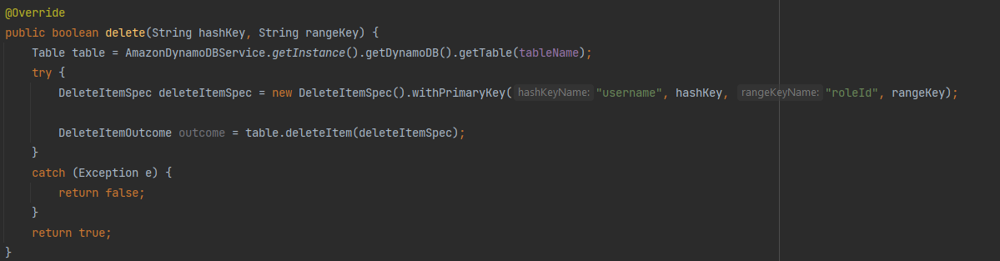 @Override
public boolean delete(String hashKey, String rangeKey) {
Table table = AmazonDynamoDBService.getInstance().getDynamoDB().getTable(tableName);
try {
DeleteItemSpec deleteItemSpec = new DeleteItemSpec().withPrimaryKey( hashKeyName: "username", hashKey, rangeKeyName: "roleId", rangeKey);
DeleteItemOutcome outcome = table.deleteItem(deleteItemSpec);
}
catch (Exception e) {
return false;
}
return true;
}